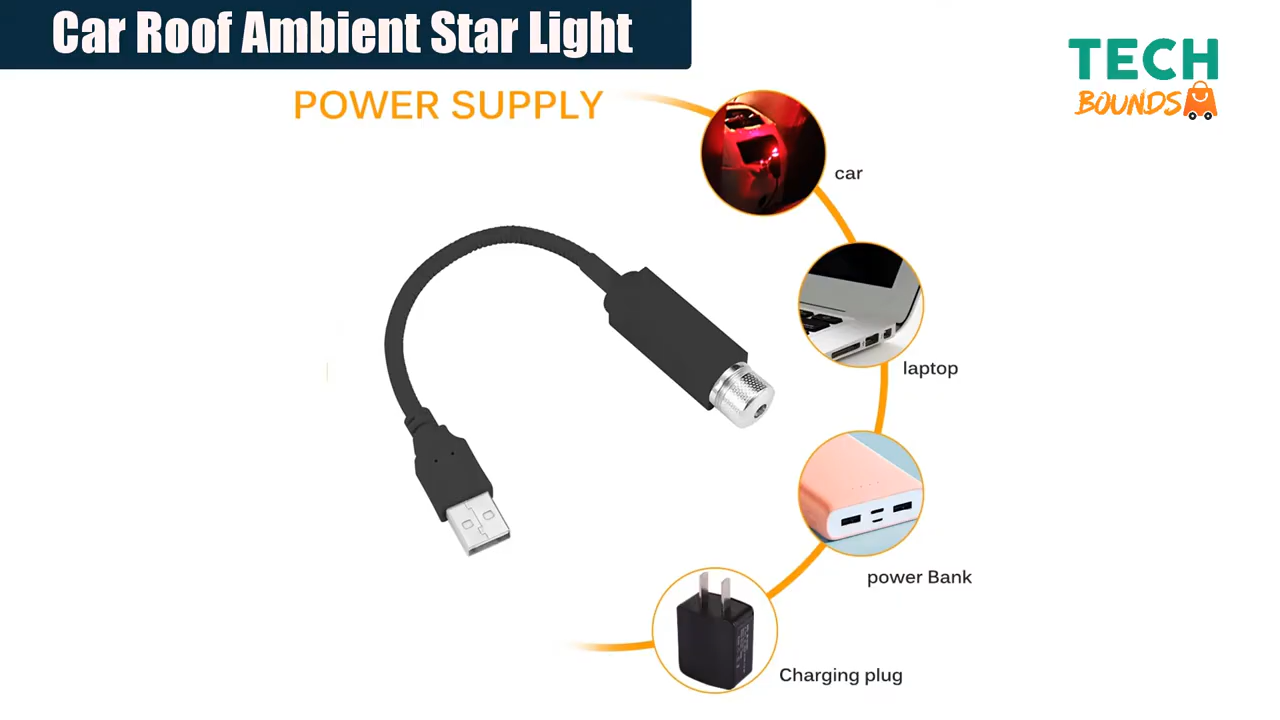 Car Roof Ambient Star Light
TECH
BOUNDS
POWER SUPPLY
car
laptop
power Bank
Charging plug